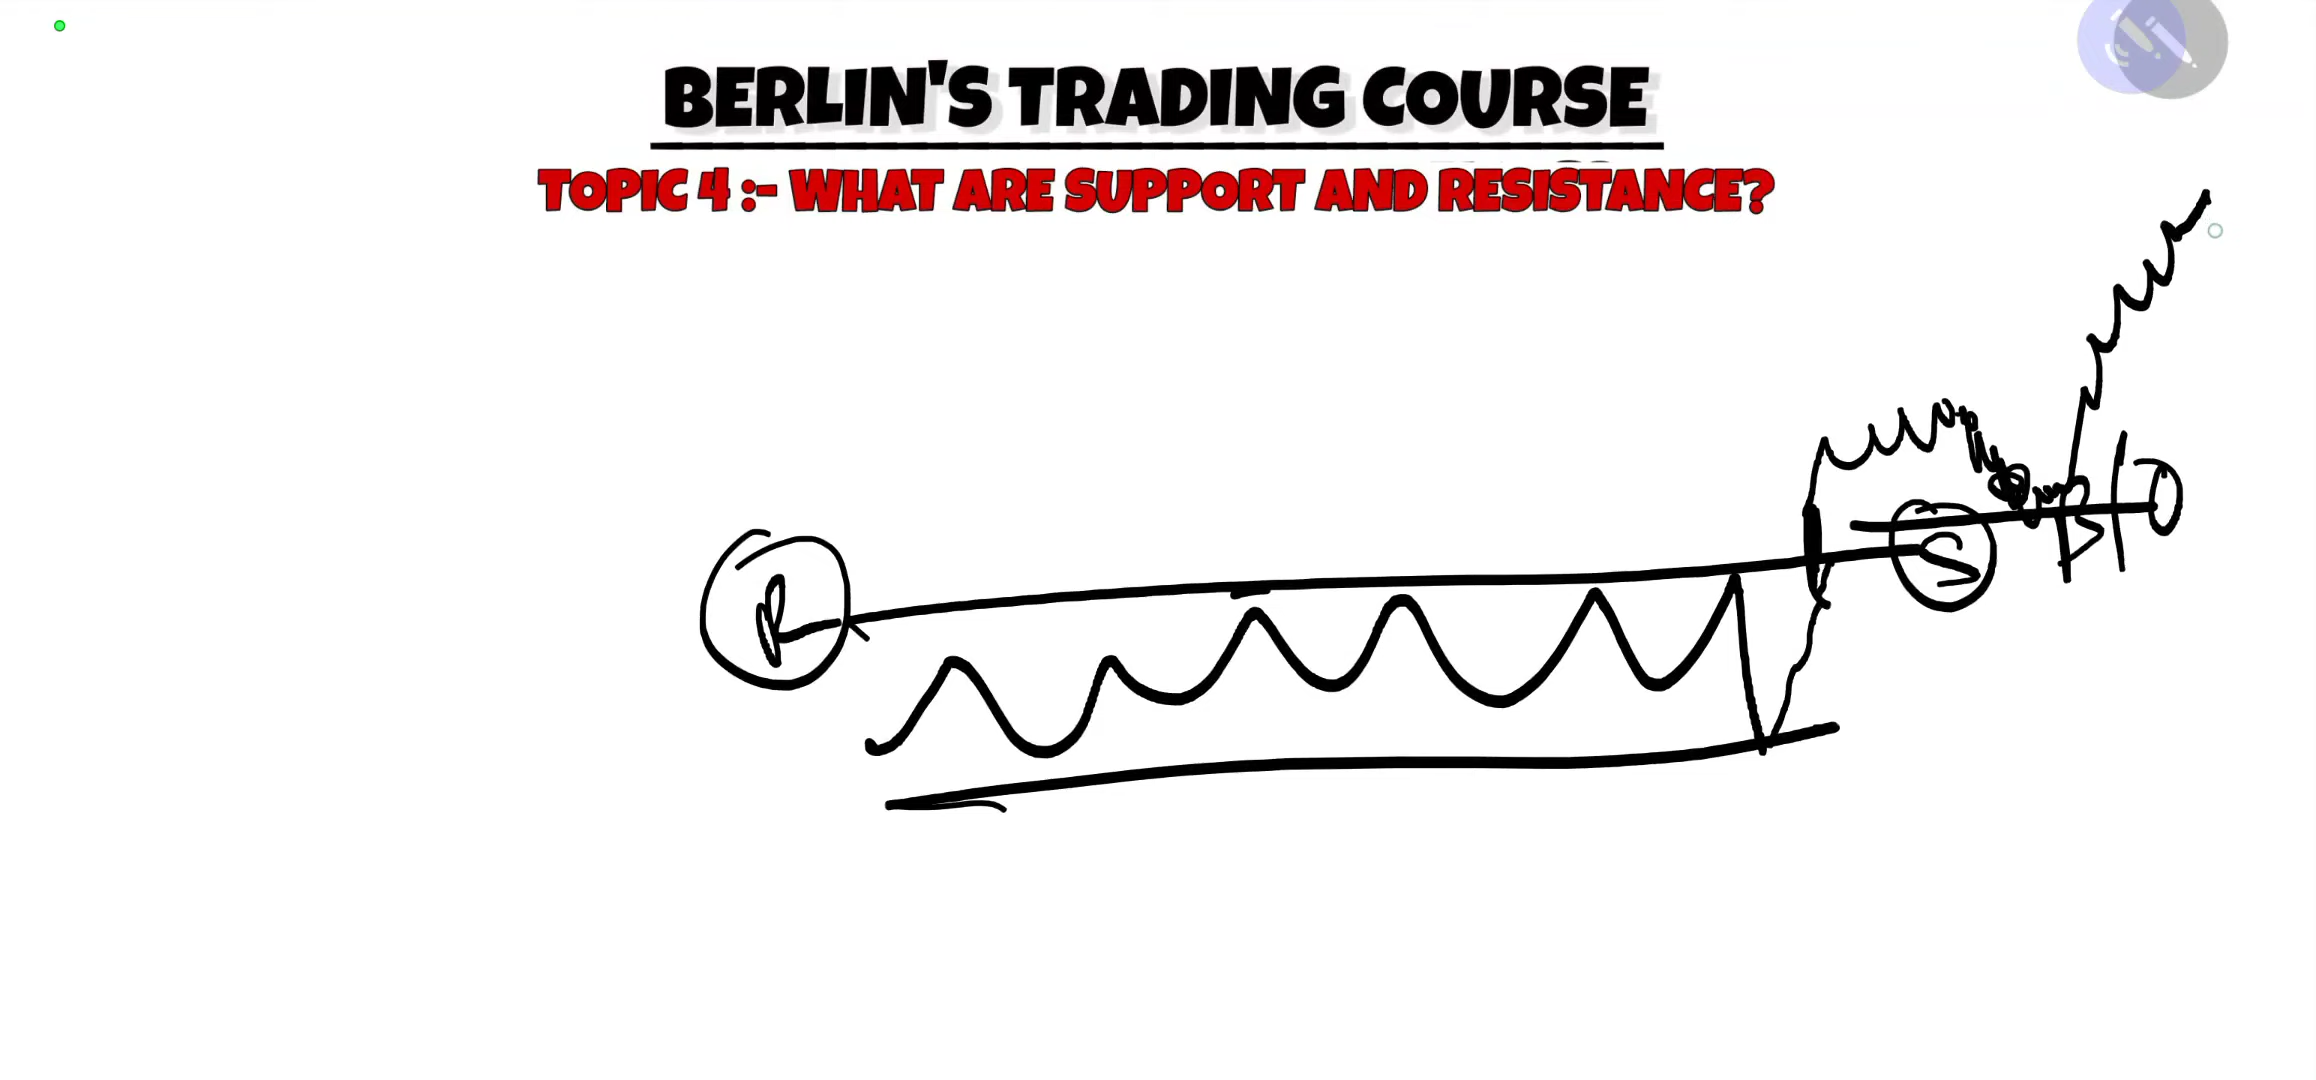 BERLIN'S TRADING COURSE
TOPIC 4 :- WHAT ARE SUPPORT AND RESISTANCE?
R
S
B/O